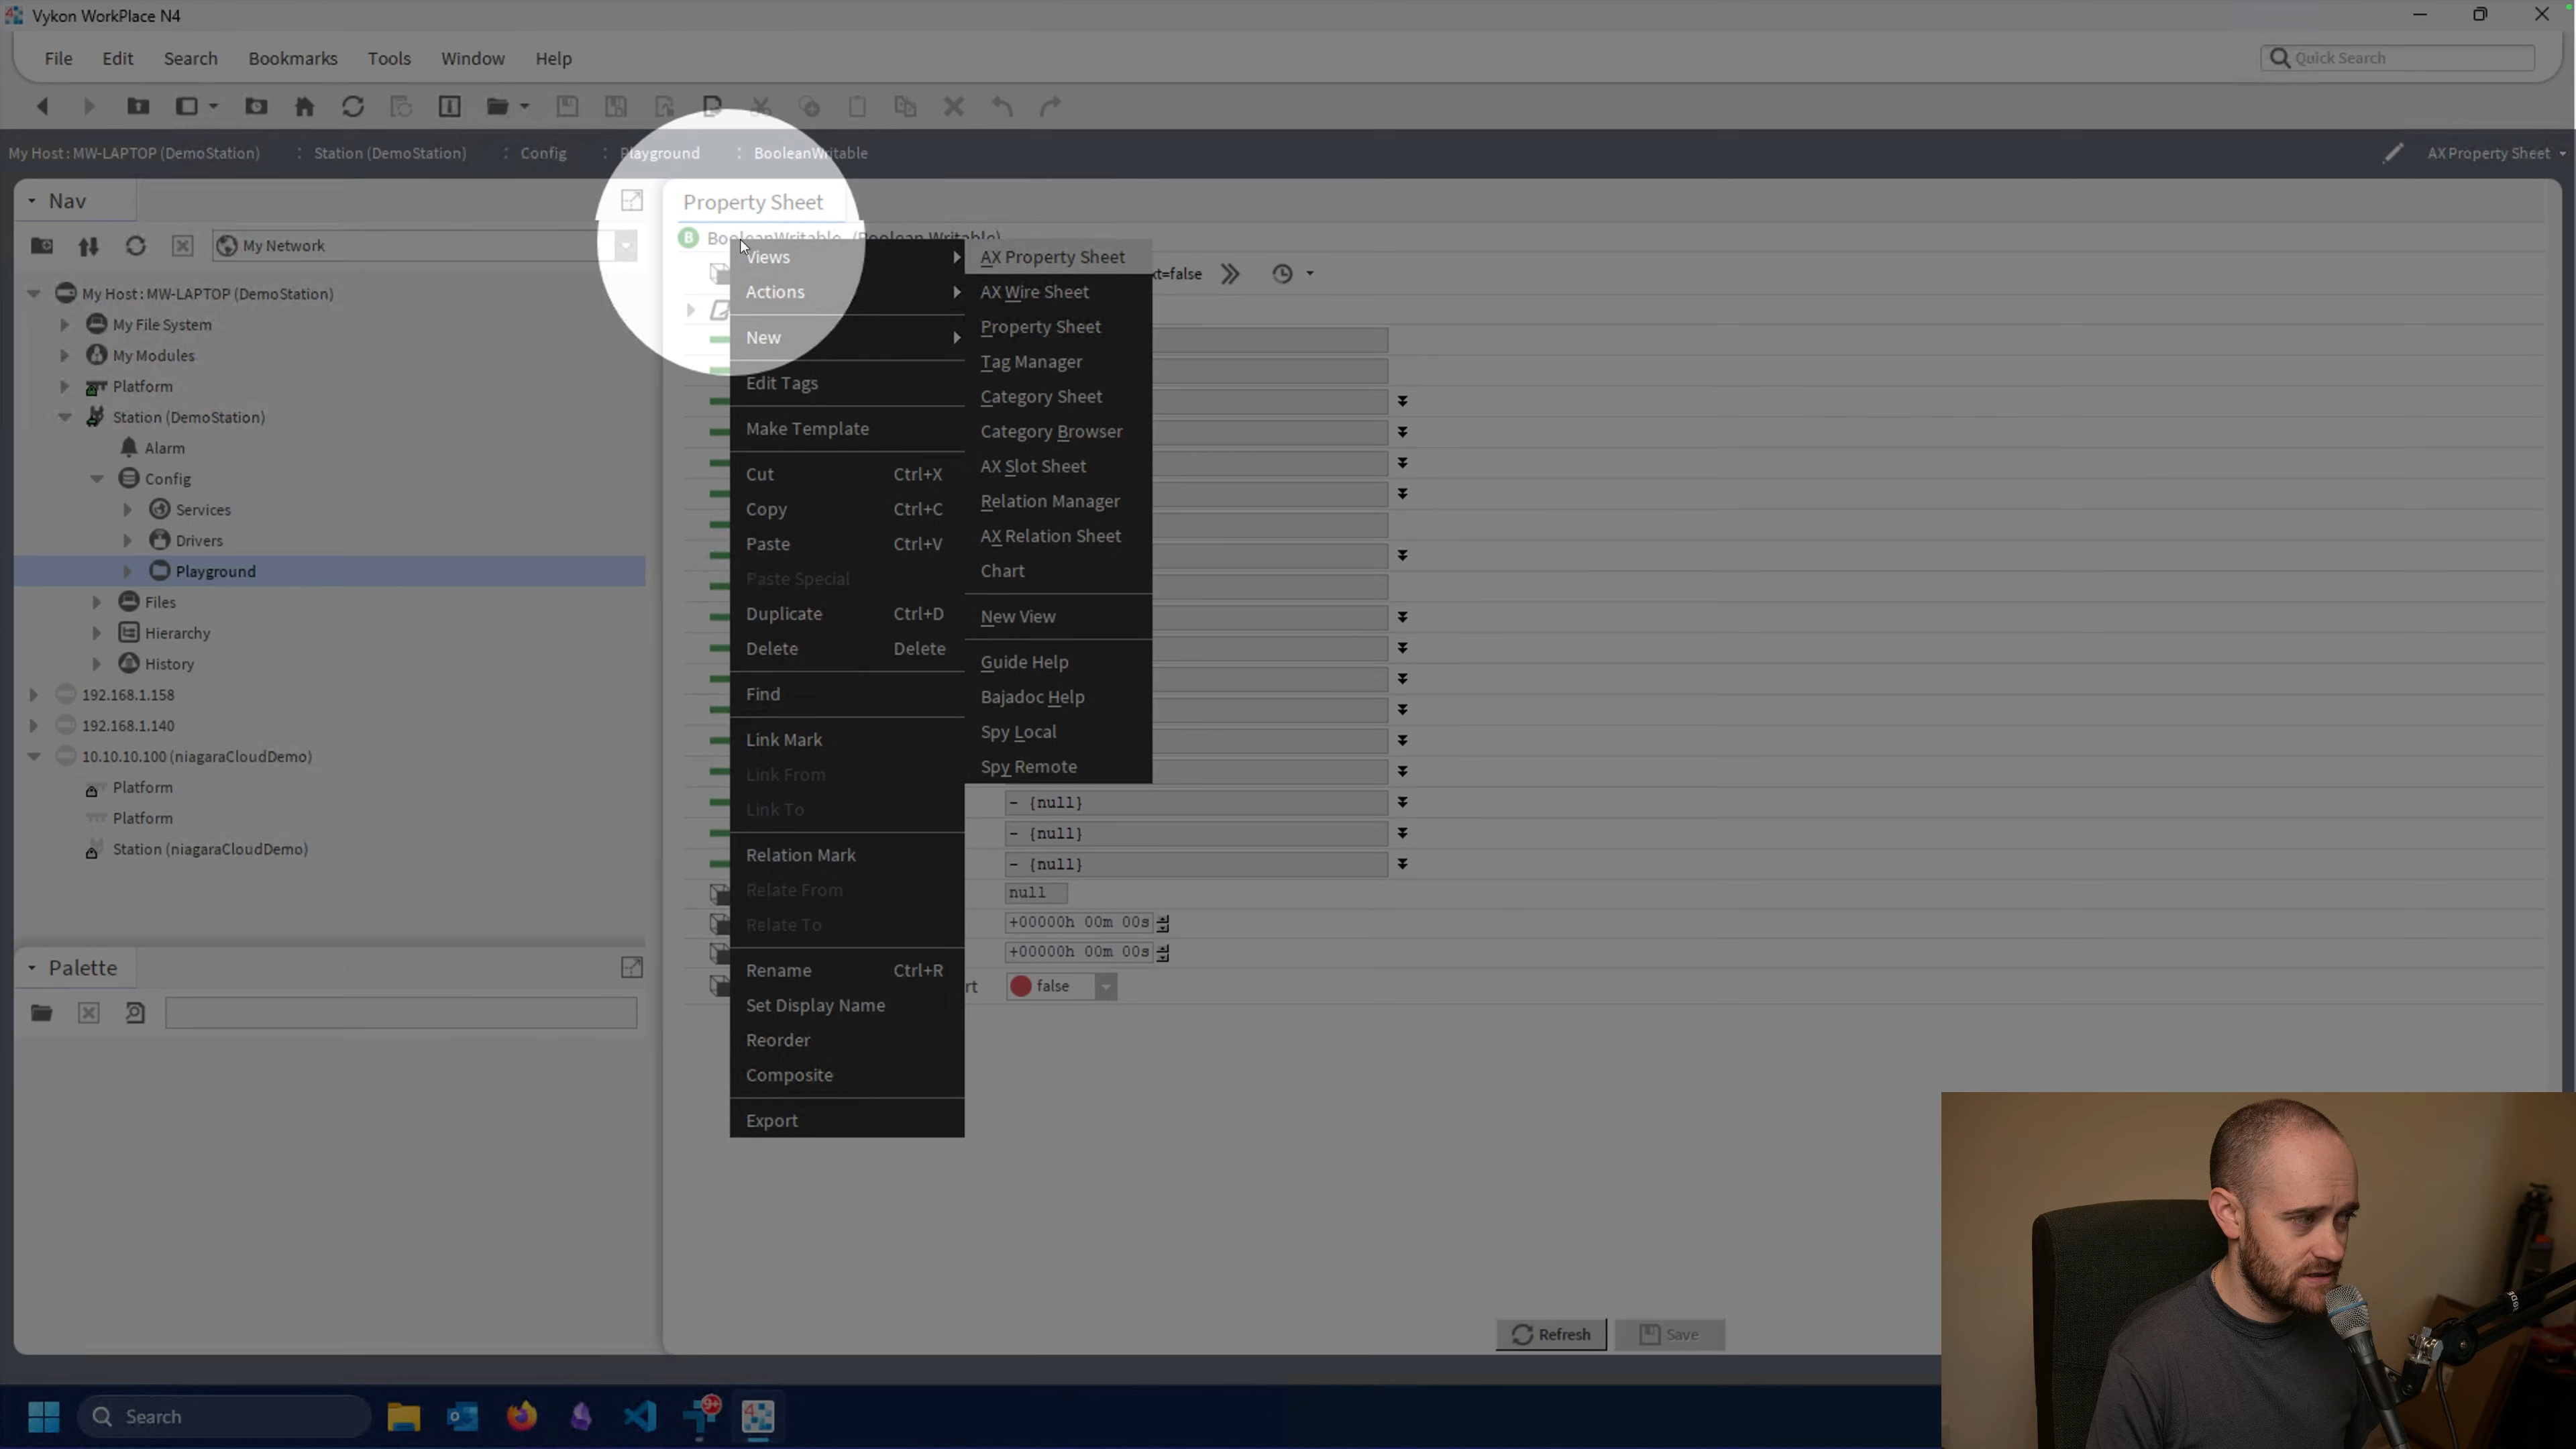 Vykon WorkPlace N4
File Edit Search Bookmarks Tools Window Help
Quick Search
My Host : MW-LAPTOP (DemoStation) : Station (DemoStation) : Config : Playground : BooleanWritable
AX Property Sheet
Nav
My Network
My Host : MW-LAPTOP (DemoStation)
My File System
My Modules
Platform
Station (DemoStation)
Alarm
Config
Services
Drivers
Playground
Files
Hierarchy
History
192.168.1.158
192.168.1.140
10.10.10.100 (niagaraCloudDemo)
Platform
Platform
Station (niagaraCloudDemo)
Palette
Property Sheet
B BooleanWritable (Boolean Writable)
Views
Actions
New
Edit Tags
Make Template
Cut Ctrl+X
Copy Ctrl+C
Paste Ctrl+V
Paste Special
Duplicate Ctrl+D
Delete Delete
Find
Link Mark
Link From
Link To
Relation Mark
Relate From
Relate To
Rename Ctrl+R
Set Display Name
Reorder
Composite
Export
AX Property Sheet
AX Wire Sheet
Property Sheet
Tag Manager
Category Sheet
Category Browser
AX Slot Sheet
Relation Manager
AX Relation Sheet
Chart
New View
Guide Help
Bajadoc Help
Spy Local
Spy Remote
xt=false
- {null}
- {null}
- {null}
null
+00000h 00m 00s
+00000h 00m 00s
rt false
Refresh Save
Search
9+
4